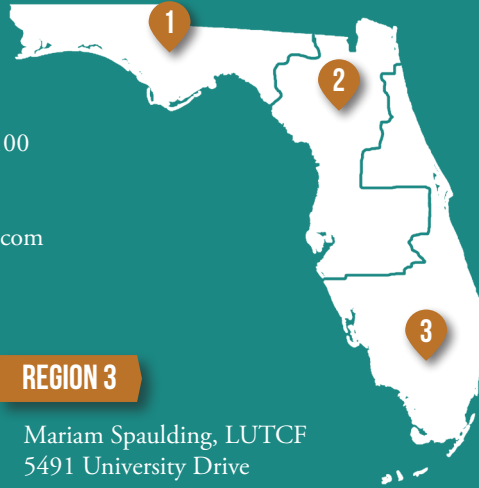 1
2
00
com
3
REGION 3
Mariam Spaulding, LUTCF
5491 University Drive